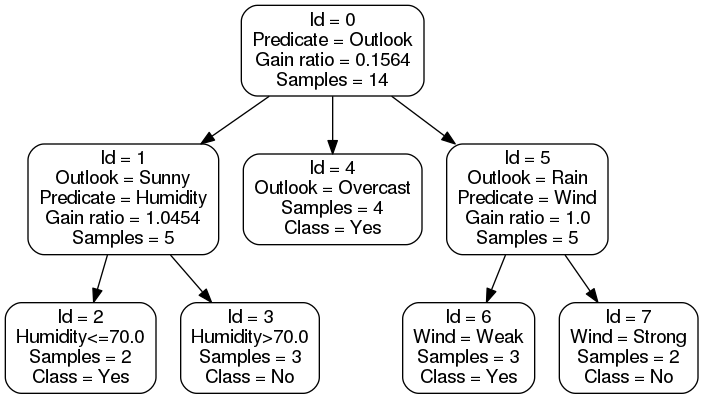 Id = 0
Predicate = Outlook
Gain ratio = 0.1564
Samples = 14
Id = 1
Outlook = Sunny
Predicate = Humidity
Gain ratio = 1.0454
Samples = 5
Id = 4
Outlook = Overcast
Samples = 4
Class = Yes
Id = 5
Outlook = Rain
Predicate = Wind
Gain ratio = 1.0
Samples = 5
Id = 2
Humidity<=70.0
Samples = 2
Class = Yes
Id = 3
Humidity>70.0
Samples = 3
Class = No
Id = 6
Wind = Weak
Samples = 3
Class = Yes
Id = 7
Wind = Strong
Samples = 2
Class = No